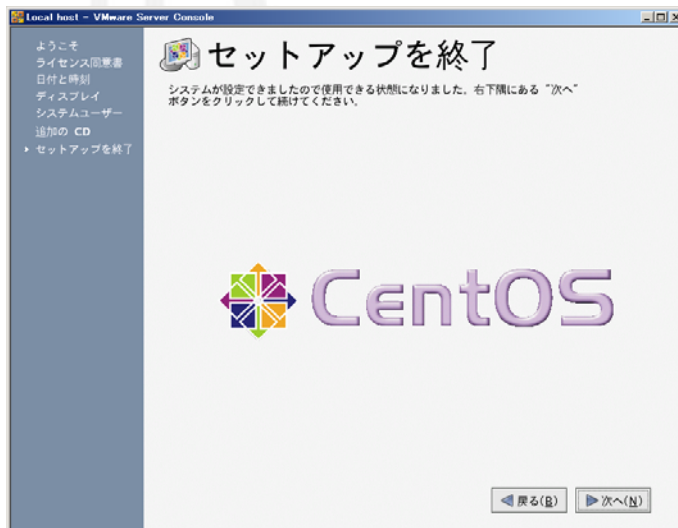 Local host - VMware Server Console
ようこそ
ライセンス同意書
日付と時刻
ディスプレイ
システムユーザー
追加の CD
セットアップを終了
セットアップを終了
システムが設定できましたので使用できる状態になりました。右下隅にある "次へ"
ボタンをクリックして続けてください。
CentOS
戻る(B)
次へ(N)